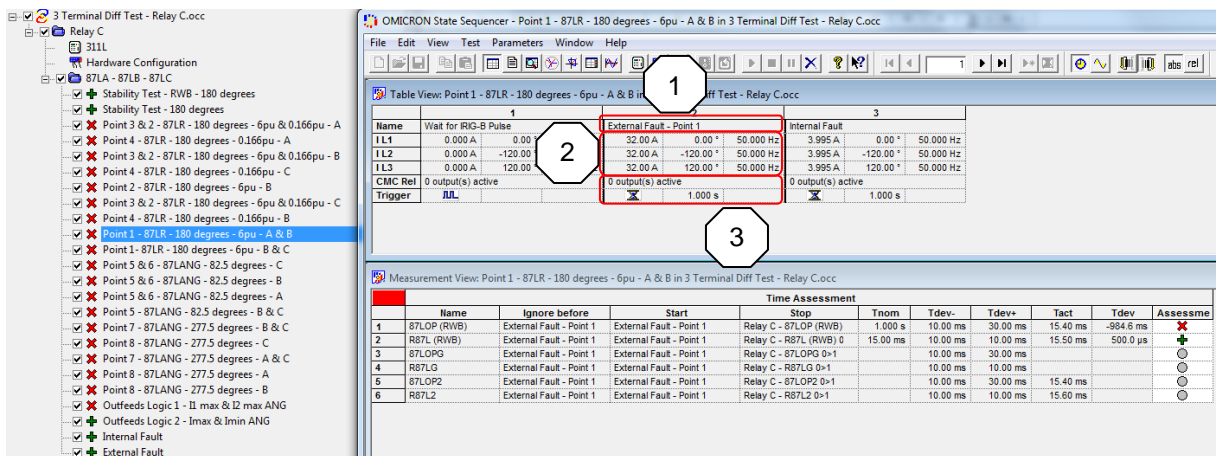 3 Terminal Diff Test - Relay C.occ
Relay C
311L
Hardware Configuration
87LA - 87LB - 87LC
Stability Test - RWB - 180 degrees
Stability Test - 180 degrees
Point 3 & 2 - 87LR - 180 degrees - 6pu & 0.166pu - A
Point 4 - 87LR - 180 degrees - 0.166pu - A
Point 3 & 2 - 87LR - 180 degrees - 6pu & 0.166pu - B
Point 4 - 87LR - 180 degrees - 0.166pu - C
Point 2 - 87LR - 180 degrees - 6pu - B
Point 3 & 2 - 87LR - 180 degrees - 6pu & 0.166pu - C
Point 4 - 87LR - 180 degrees - 0.166pu - B
Point 1 - 87LR - 180 degrees - 6pu - A & B
Point 1- 87LR - 180 degrees - 6pu - B & C
Point 5 & 6 - 87LANG - 82.5 degrees - C
Point 5 & 6 - 87LANG - 82.5 degrees - B
Point 5 & 6 - 87LANG - 82.5 degrees - A
Point 5 - 87LANG - 82.5 degrees - B & C
Point 7 - 87LANG - 277.5 degrees - B & C
Point 8 - 87LANG - 277.5 degrees - C
Point 7 - 87LANG - 277.5 degrees - A & C
Point 8 - 87LANG - 277.5 degrees - A
Point 8 - 87LANG - 277.5 degrees - B
Outfeeds Logic 1 - I1 max & I2 max ANG
Outfeeds Logic 2 - Imax & Imin ANG
Internal Fault
External Fault
OMICRON State Sequencer - Point 1 - 87LR - 180 degrees - 6pu - A & B in 3 Terminal Diff Test - Relay C.occ
File Edit View Test Parameters Window Help
1 abs rel
Table View: Point 1 - 87LR - 180 degrees - 6pu - A & B in Diff Test - Relay C.occ
1 3
Name Wait for IRIG-B Pulse External Fault - Point 1 Internal Fault
I L1 0.000 A 0.00 ° 32.00 A 0.00 ° 50.000 Hz 3.995 A 0.00 ° 50.000 Hz
I L2 0.000 A -120.00 ° 32.00 A -120.00 ° 50.000 Hz 3.995 A -120.00 ° 50.000 Hz
I L3 0.000 A 120.00 ° 32.00 A 120.00 ° 50.000 Hz 3.995 A 120.00 ° 50.000 Hz
CMC Rel 0 output(s) active 0 output(s) active 0 output(s) active
Trigger 1.000 s 1.000 s
1
2
3
Measurement View: Point 1 - 87LR - 180 degrees - 6pu - A & B in 3 Terminal Diff Test - Relay C.occ
Time Assessment
Name Ignore before Start Stop Tnom Tdev- Tdev+ Tact Tdev Assessme
1 87LOP (RWB) External Fault - Point 1 External Fault - Point 1 Relay C - 87LOP (RWB) 1.000 s 10.00 ms 30.00 ms 15.40 ms -984.6 ms
2 R87L (RWB) External Fault - Point 1 External Fault - Point 1 Relay C - R87L (RWB) 0 15.00 ms 10.00 ms 10.00 ms 15.50 ms 500.0 µs
3 87LOPG External Fault - Point 1 External Fault - Point 1 Relay C - 87LOPG 0>1 10.00 ms 30.00 ms
4 R87LG External Fault - Point 1 External Fault - Point 1 Relay C - R87LG 0>1 10.00 ms 10.00 ms
5 87LOP2 External Fault - Point 1 External Fault - Point 1 Relay C - 87LOP2 0>1 10.00 ms 30.00 ms 15.40 ms
6 R87L2 External Fault - Point 1 External Fault - Point 1 Relay C - R87L2 0>1 10.00 ms 10.00 ms 15.60 ms